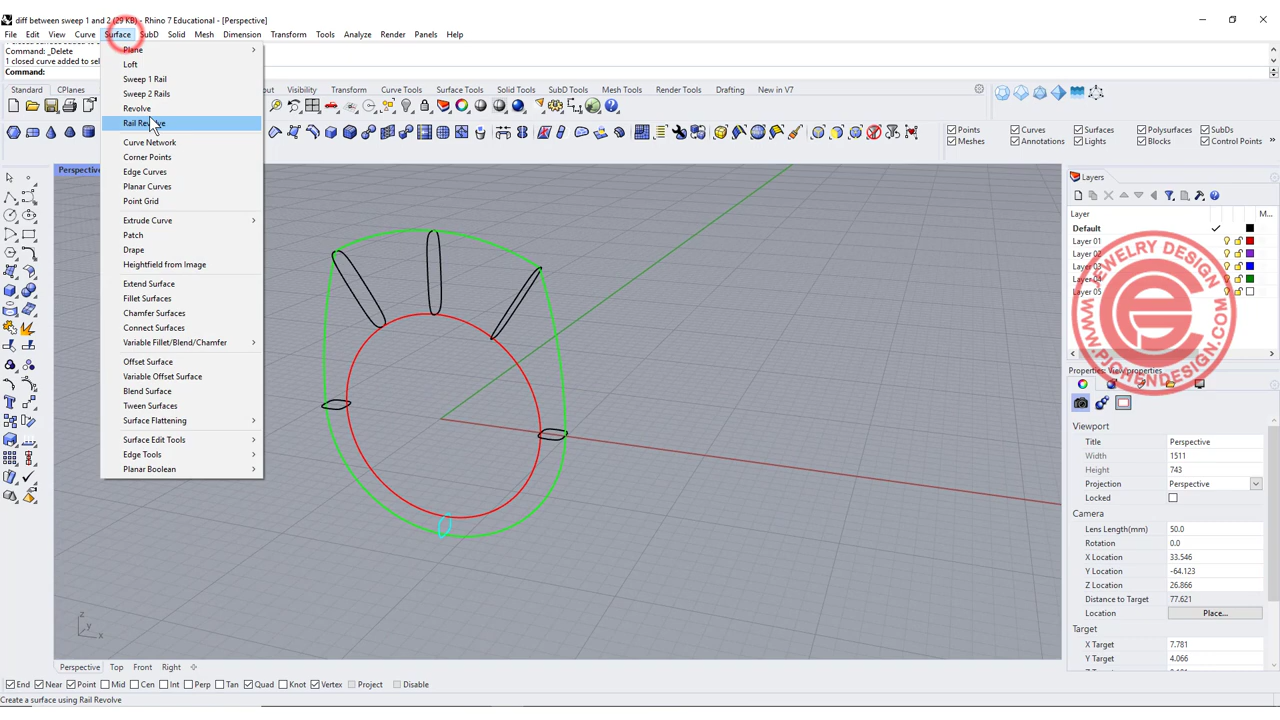 diff between sweep 1 and 2 (29 KB) - Rhino 7 Educational - [Perspective]
File Edit View Curve Surface SubD Solid Mesh Dimension Transform Tools Analyze Render Panels Help
Command: _Delete
1 closed curve added to sel
Command:
Standard CPlanes Visibility Transform Curve Tools Surface Tools Solid Tools SubD Tools Mesh Tools Render Tools Drafting New in V7
Plane
Loft
Sweep 1 Rail
Sweep 2 Rails
Revolve
Rail Revolve
Curve Network
Corner Points
Edge Curves
Planar Curves
Point Grid
Extrude Curve
Patch
Drape
Heightfield from Image
Extend Surface
Fillet Surfaces
Chamfer Surfaces
Connect Surfaces
Variable Fillet/Blend/Chamfer
Offset Surface
Variable Offset Surface
Blend Surface
Tween Surfaces
Surface Flattening
Surface Edit Tools
Edge Tools
Planar Boolean
Points Curves Surfaces Polysurfaces SubDs
Meshes Annotations Lights Blocks Control Points
Perspective
z
y
x
Layers
Layer M...
Default
Layer 01
Layer 02
Layer 03
Layer 04
Layer 05
WWW.PJCHENDESIGN.COM
JEWELRY DESIGN WORKSHOP
Properties: View properties
Viewport
Title Perspective
Width 1511
Height 743
Projection Perspective
Locked
Camera
Lens Length(mm) 50.0
Rotation 0.0
X Location 33.546
Y Location -64.123
Z Location 26.866
Distance to Target 77.621
Location Place...
Target
X Target 7.781
Y Target 4.066
Perspective Top Front Right
End Near Point Mid Cen Int Perp Tan Quad Knot Vertex Project Disable
Create a surface using Rail Revolve